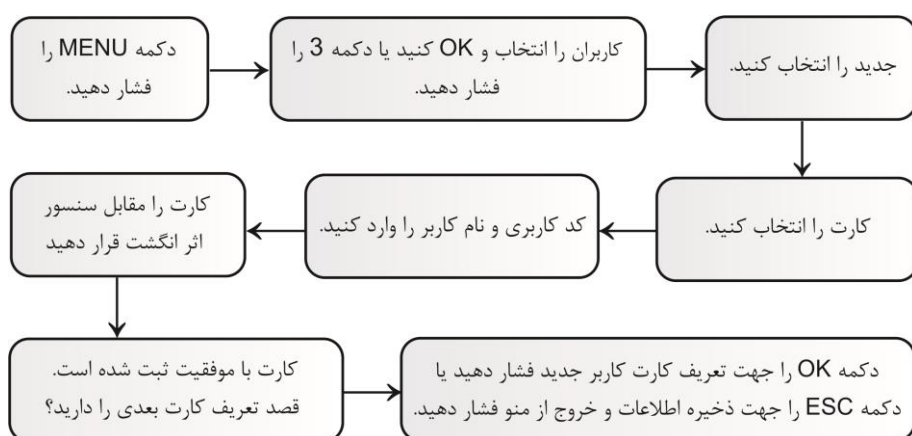 دکمه MENU را
فشار دهید.
کاربران را انتخاب و OK کنید یا دکمه 3 را
فشار دهید.
جدید را انتخاب کنید.
کارت را انتخاب کنید.
کد کاربری و نام کاربر را وارد کنید.
کارت را مقابل سنسور
اثر انگشت قرار دهید
کارت با موفقیت ثبت شده است.
قصد تعریف کارت بعدی را دارید؟
دکمه OK را جهت تعریف کارت کاربر جدید فشار دهید یا
دکمه ESC را جهت ذخیره اطلاعات و خروج از منو فشار دهید.